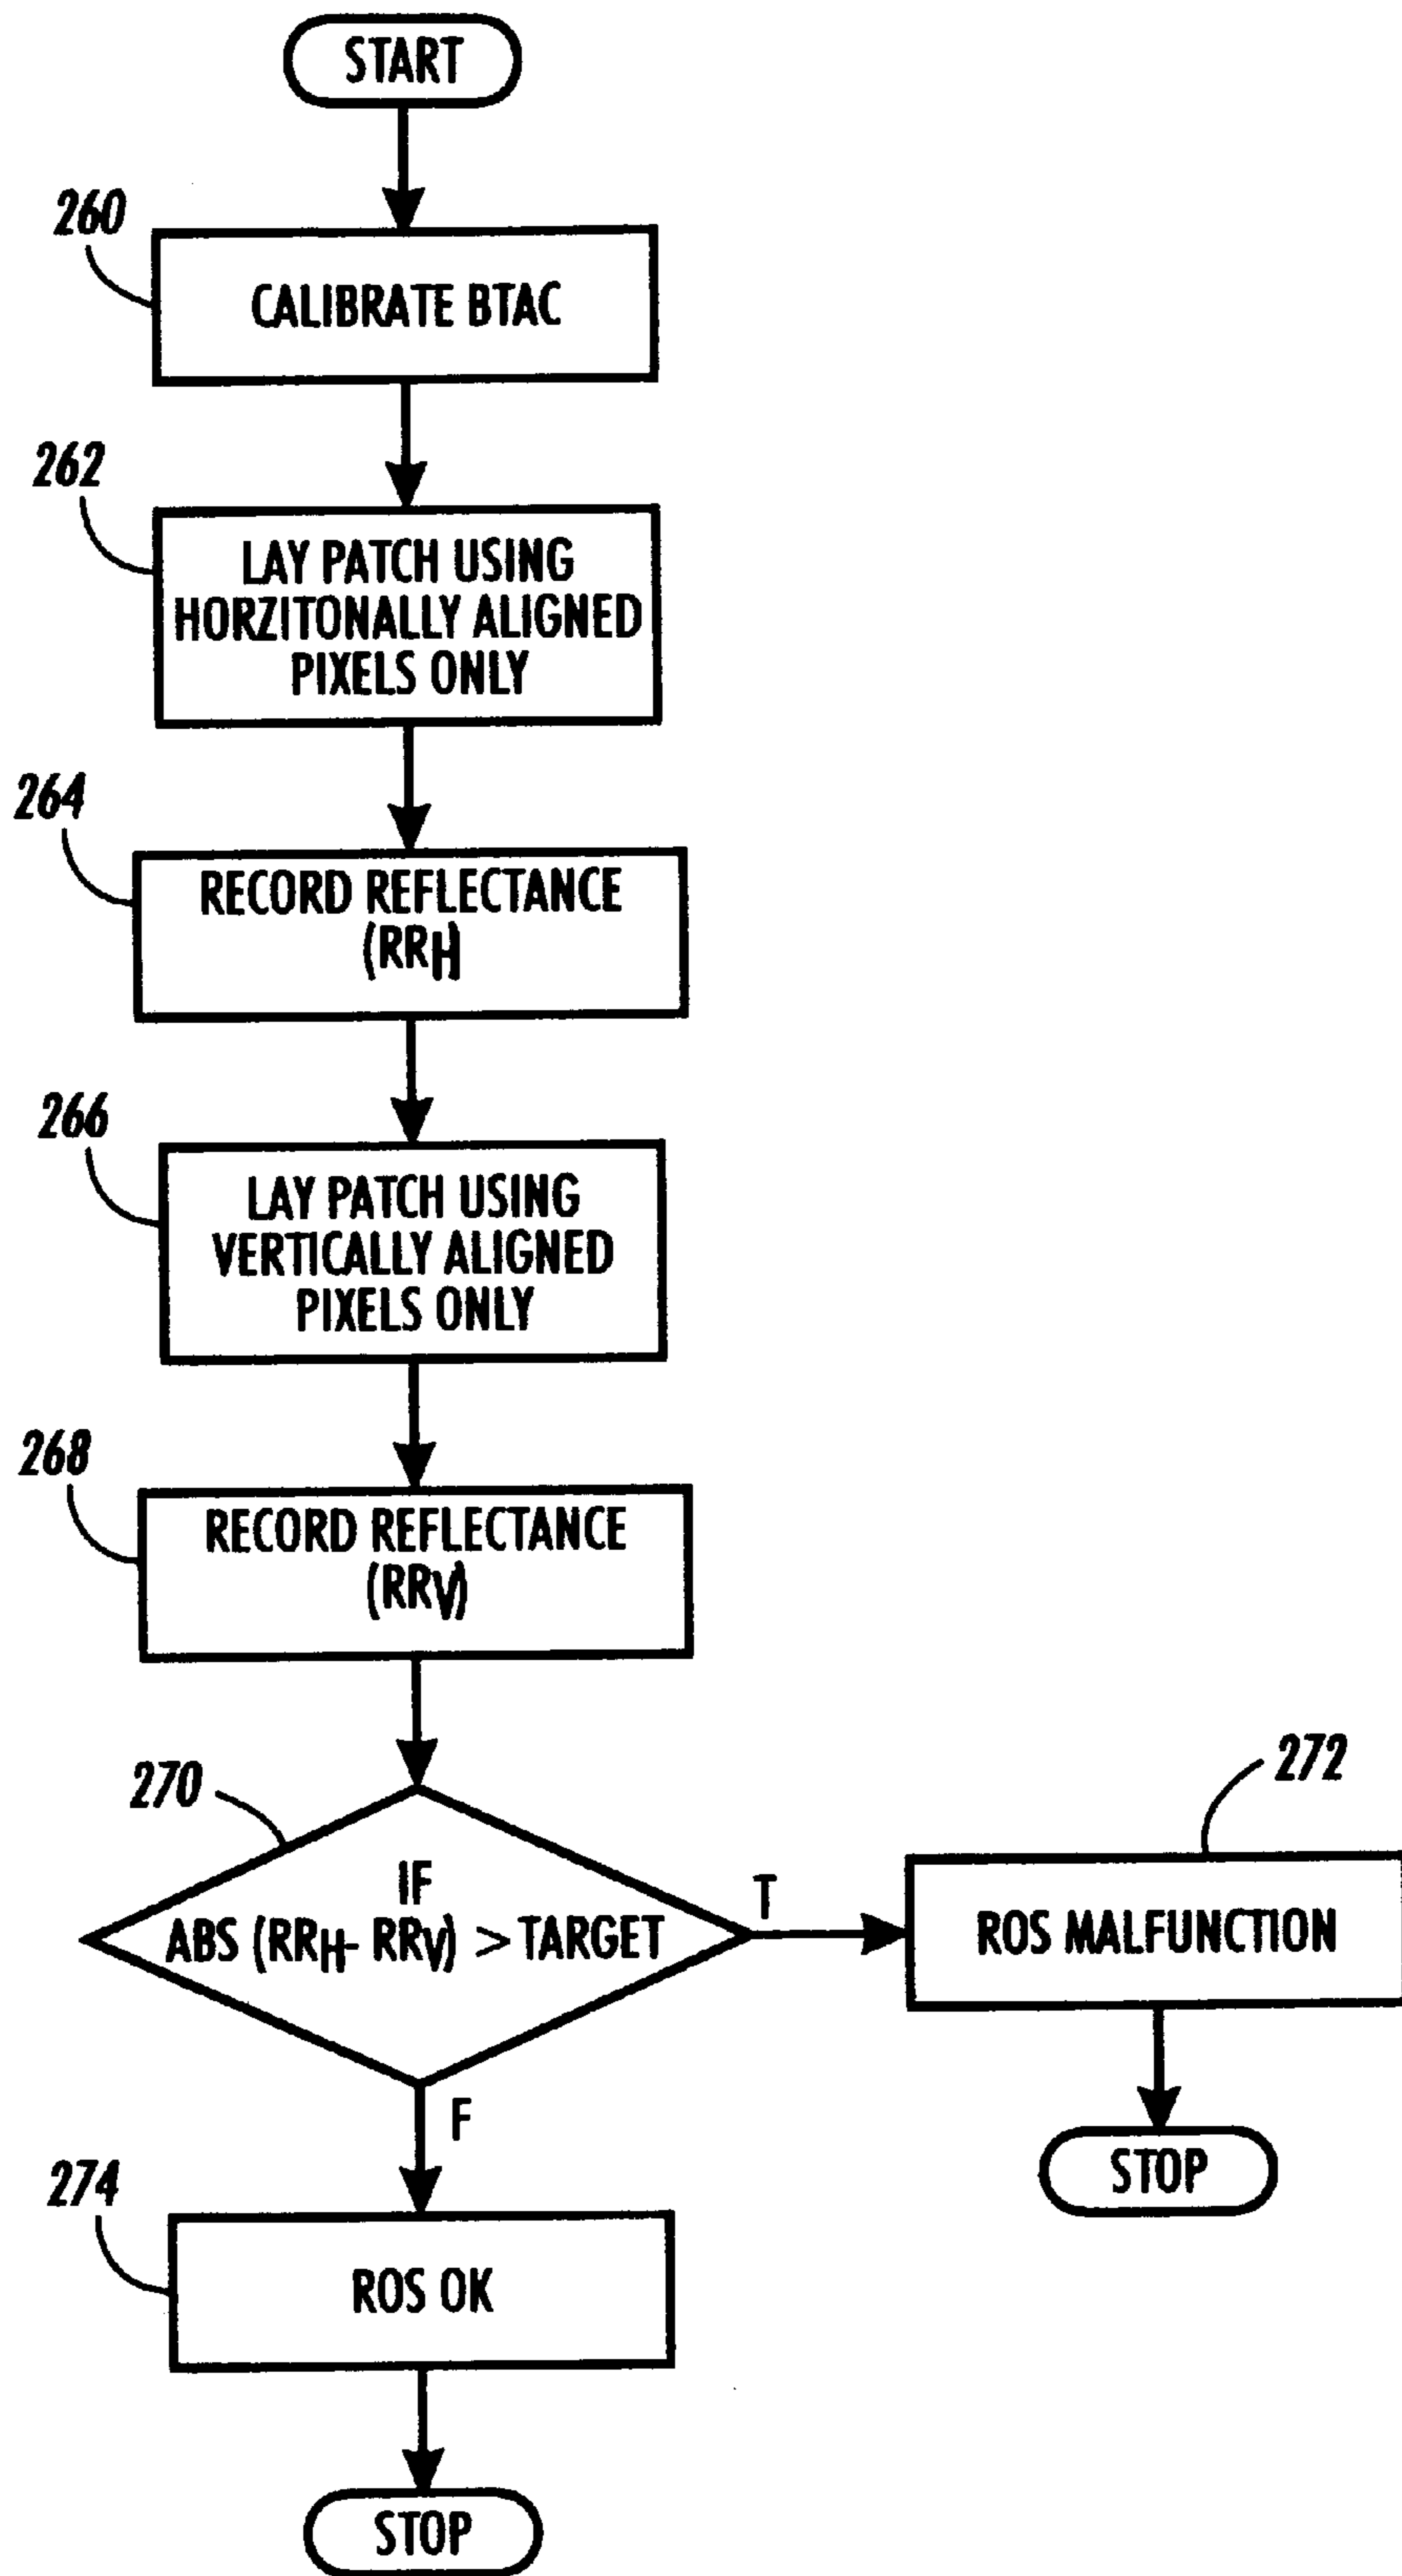 START
260
CALIBRATE BTAC
262
LAY PATCH USING
HORZITONALLY ALIGNED
PIXELS ONLY
264
RECORD REFLECTANCE
(RRH)
266
LAY PATCH USING
VERTICALLY ALIGNED
PIXELS ONLY
268
RECORD REFLECTANCE
(RRV)
270
IF
ABS (RRH- RRV) > TARGET
T
272
ROS MALFUNCTION
STOP
F
274
ROS OK
STOP